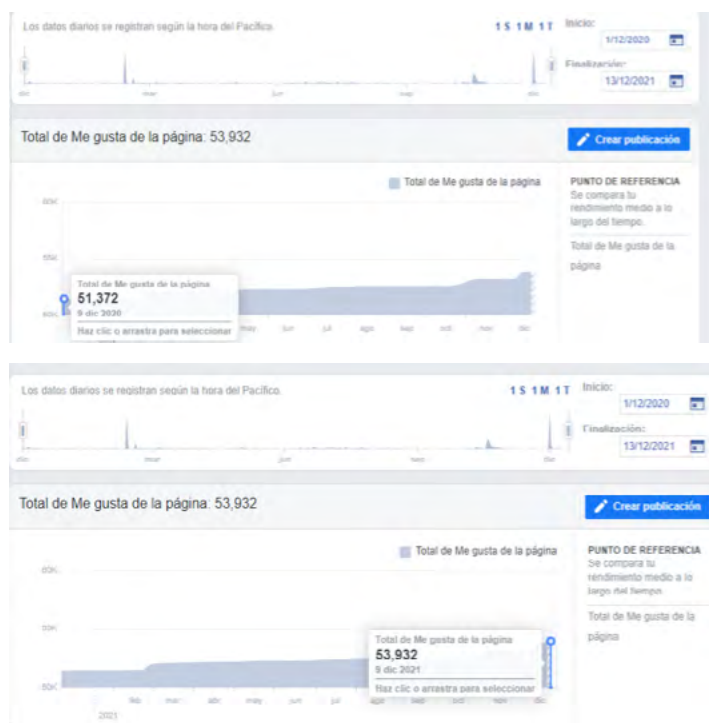 Los datos diarios se registran según la hora del Pacífico.
1 S 1 M 1 T
Inicio:
1/12/2020
Finalización:
13/12/2021
dic mar jun sep dic
Total de Me gusta de la página: 53,932
Crear publicación
Total de Me gusta de la página
PUNTO DE REFERENCIA
Se compara tu
rendimiento medio a lo
largo del tiempo.
Total de Me gusta de la
página
60K
55K
Total de Me gusta de la página
51,372
9 dic 2020
Haz clic o arrastra para seleccionar
50K
may jun jul ago sep oct nov dic
Los datos diarios se registran según la hora del Pacífico.
1 S 1 M 1 T
Inicio:
1/12/2020
Finalización:
13/12/2021
dic mar jun sep dic
Total de Me gusta de la página: 53,932
Crear publicación
Total de Me gusta de la página
PUNTO DE REFERENCIA
Se compara tu
rendimiento medio a lo
largo del tiempo.
Total de Me gusta de la
página
60K
55K
Total de Me gusta de la página
53,932
9 dic 2021
Haz clic o arrastra para seleccionar
50K
feb mar abr may jun jul ago sep oct nov dic
2021